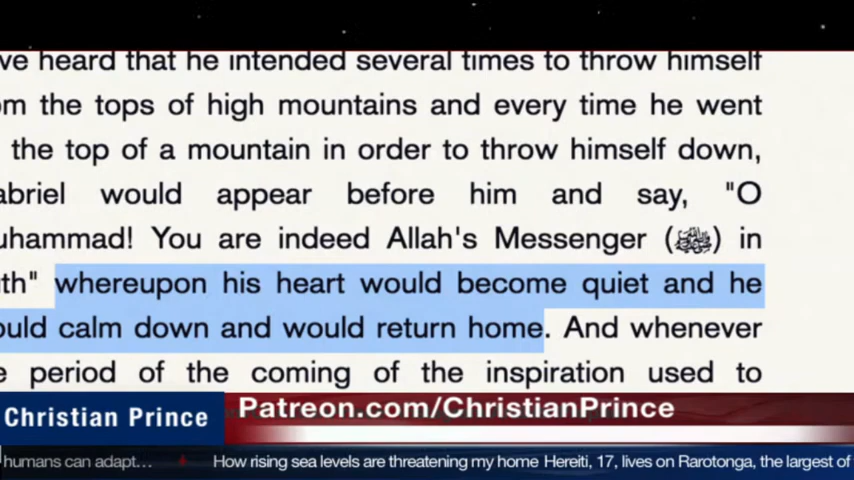 ve heard that he intended several times to throw himself
om the tops of high mountains and every time he went
the top of a mountain in order to throw himself down,
abriel would appear before him and say, "O
uhammad! You are indeed Allah's Messenger (ﷺ) in
uth" whereupon his heart would become quiet and he
ould calm down and would return home. And whenever
e period of the coming of the inspiration used to
Christian Prince
Patreon.com/ChristianPrince
humans can adapt... How rising sea levels are threatening my home Hereiti, 17, lives on Rarotonga, the largest of